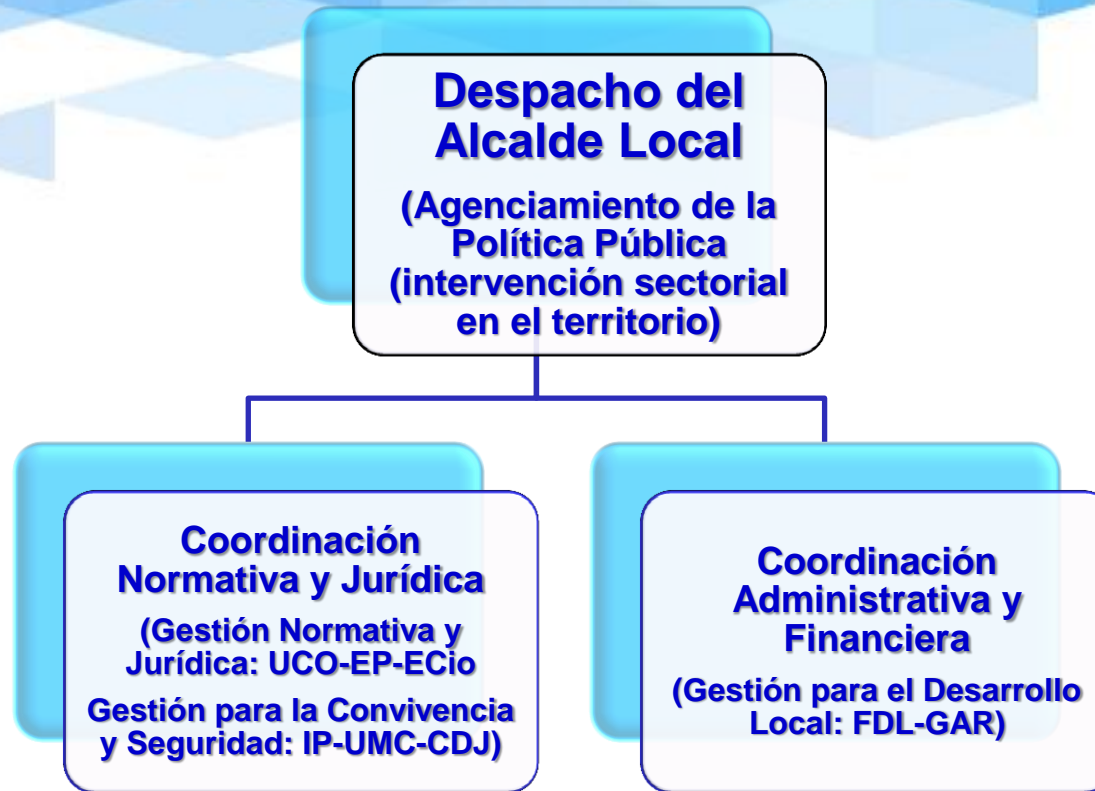 Despacho del
Alcalde Local
(Agenciamiento de la
Política Pública
(intervención sectorial
en el territorio)
Coordinación
Normativa y Jurídica
(Gestión Normativa y
Jurídica: UCO-EP-ECio
Gestión para la Convivencia
y Seguridad: IP-UMC-CDJ)
Coordinación
Administrativa y
Financiera
(Gestión para el Desarrollo
Local: FDL-GAR)